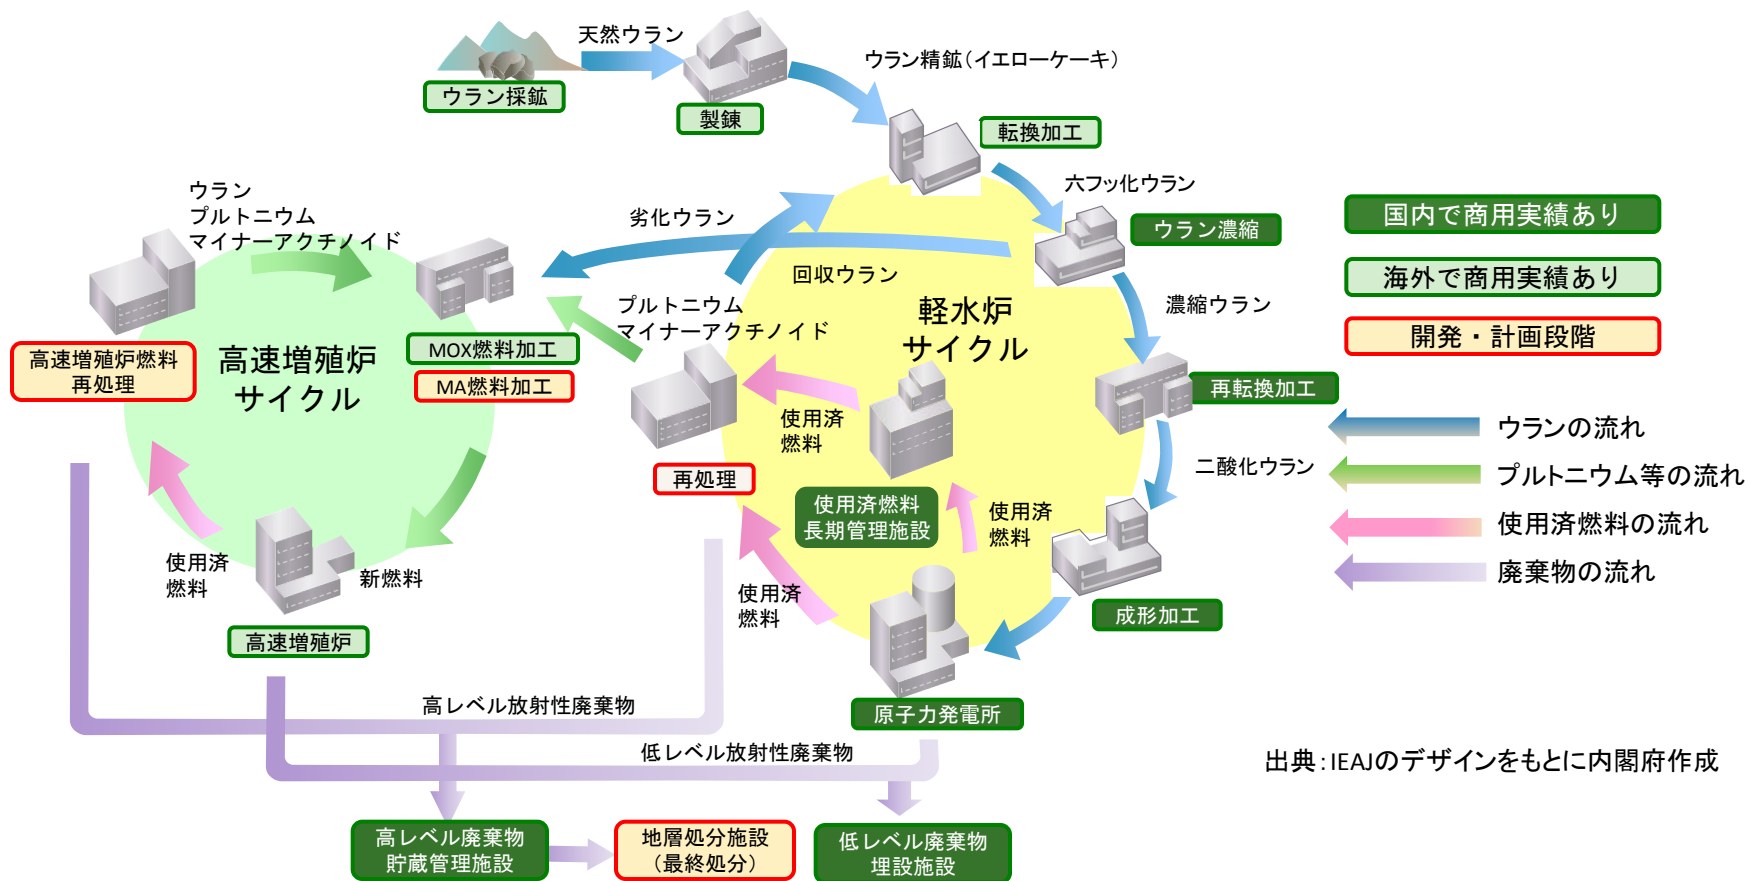 天然ウラン
ウラン採鉱
製錬
ウラン精鉱（イエローケーキ）
転換加工
六フッ化ウラン
ウラン濃縮
濃縮ウラン
再転換加工
二酸化ウラン
成形加工
原子力発電所
軽水炉
サイクル
劣化ウラン
回収ウラン
プルトニウム
マイナーアクチノイド
使用済
燃料
使用済燃料
長期管理施設
使用済
燃料
使用済
燃料
再処理
ウラン
プルトニウム
マイナーアクチノイド
高速増殖炉燃料
再処理
高速増殖炉
サイクル
MOX燃料加工
MA燃料加工
使用済
燃料
新燃料
高速増殖炉
高レベル放射性廃棄物
低レベル放射性廃棄物
高レベル廃棄物
貯蔵管理施設
地層処分施設
（最終処分）
低レベル廃棄物
埋設施設
国内で商用実績あり
海外で商用実績あり
開発・計画段階
ウランの流れ
プルトニウム等の流れ
使用済燃料の流れ
廃棄物の流れ
出典：IEAJのデザインをもとに内閣府作成